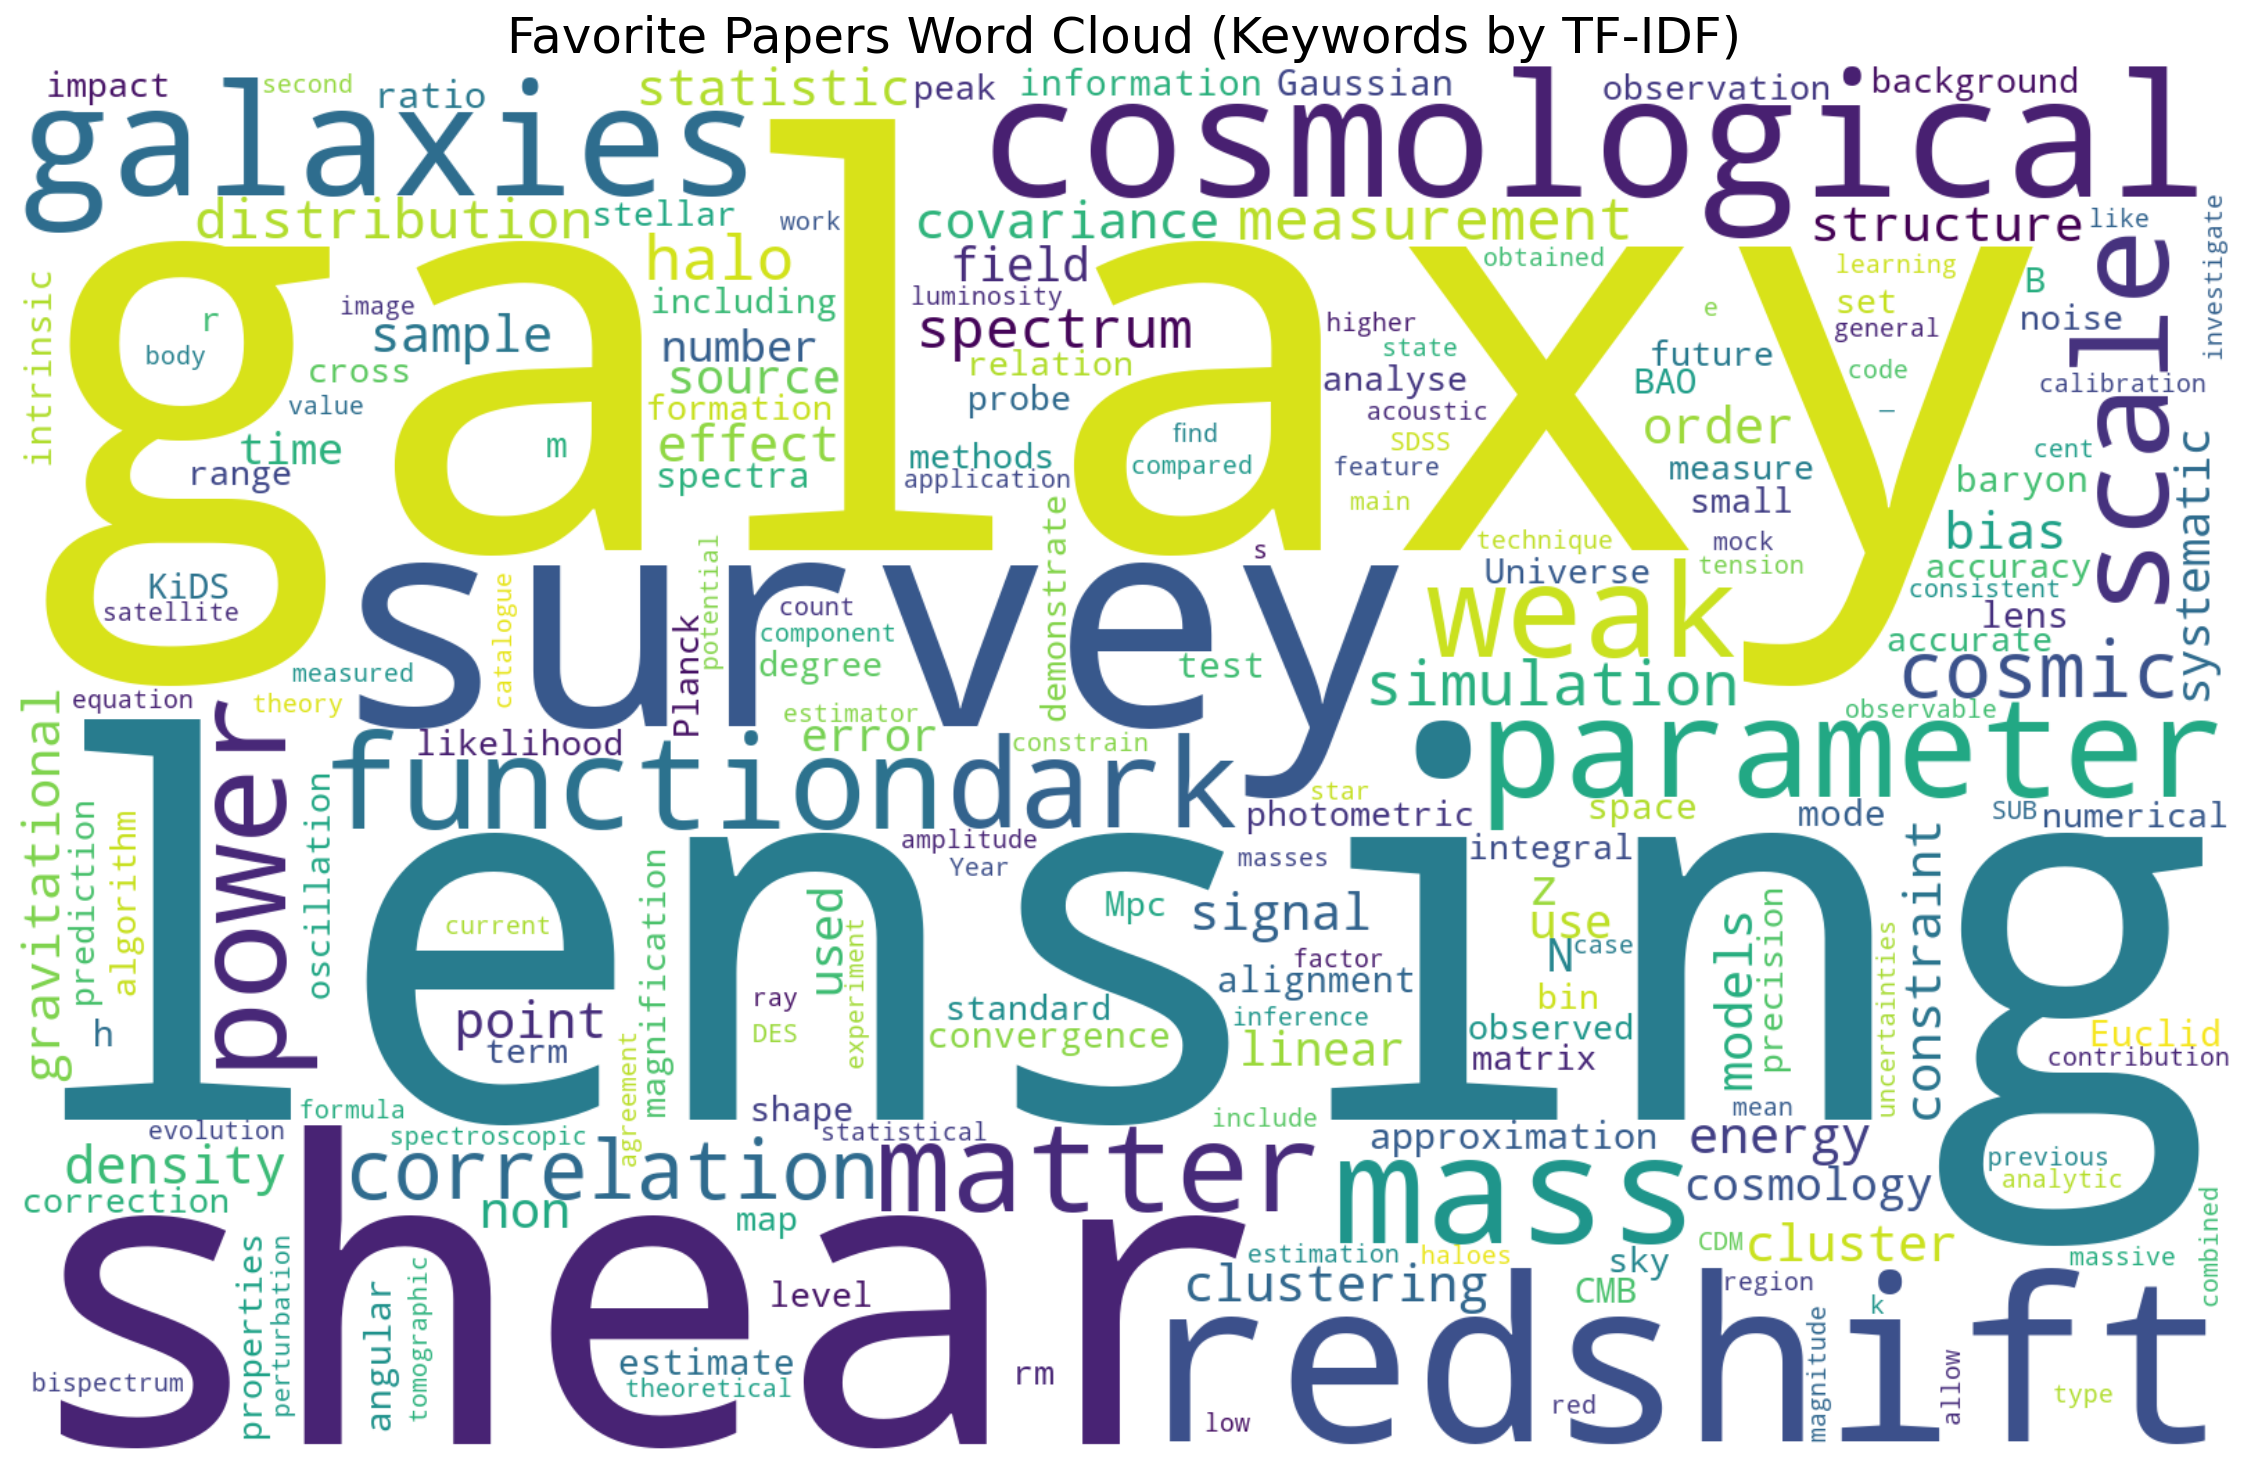 Favorite Papers Word Cloud (Keywords by TF-IDF)
impact
second
ratio
statistic
peak
information
Gaussian
observation
background
galaxies
cosmological
distribution
stellar
work
covariance
measurement
structure
like
investigate
galaxy
halo
field
obtained
learning
B
scale
intrinsic
r
image
including
luminosity
set
body
sample
number
spectrum
higher
e
general
noise
cross
source
relation
state
future
code
calibration
value
formation
probe
analyse
BAO
acoustic
–
time
m
effect
find
SDSS
order
cent
range
spectra
methods
application
compared
feature
measure
baryon
systematic
main
small
demonstrate
technique
mock
bias
s
Universe
tension
accuracy
KiDS
satellite
survey
catalogue
potential
count
weak
consistent
lens
Planck
component
degree
test
accurate
cosmic
measured
simulation
equation
theory
estimator
observable
gravitational
power
likelihood
error
constrain
parameter
function
dark
lensing
oscillation
star
photometric
space
mode
SUB
numerical
prediction
algorithm
amplitude
Year
masses
integral
constraint
magnification
used
Mpc
signal
z
use
models
precision
current
experiment
N
case
factor
alignment
uncertainties
h
point
term
ray
DES
standard
convergence
inference
bin
linear
observed
matrix
Euclid
contribution
agreement
formula
shape
include
mean
evolution
spectroscopic
statistical
approximation
energy
density
correlation
matter
mass
previous
analytic
correction
non
map
cosmology
combined
shear
properties
perturbation
estimation
haloes
sky
CDM
cluster
massive
angular
tomographic
level
clustering
CMB
region
redshift
k
magnitude
bispectrum
estimate
theoretical
rm
low
red
allow
type